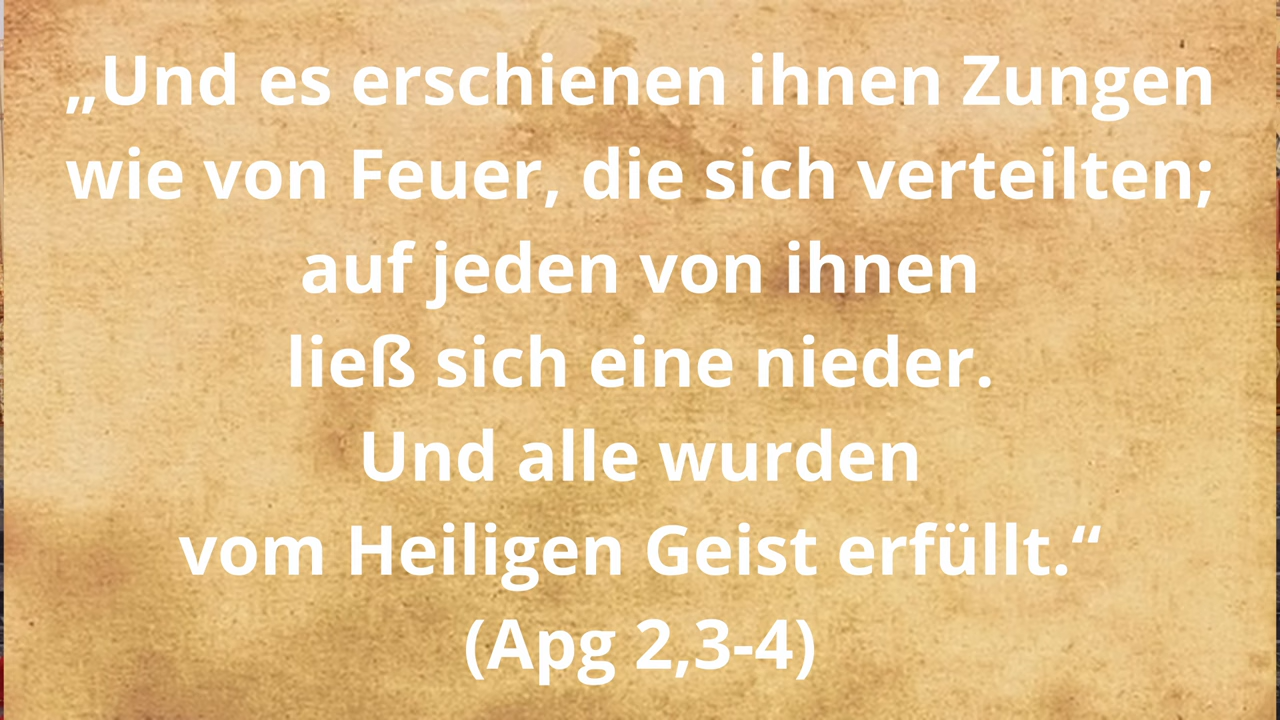 „Und es erschienen ihnen Zungen
wie von Feuer, die sich verteilten;
auf jeden von ihnen
ließ sich eine nieder.
Und alle wurden
vom Heiligen Geist erfüllt.“
(Apg 2,3-4)